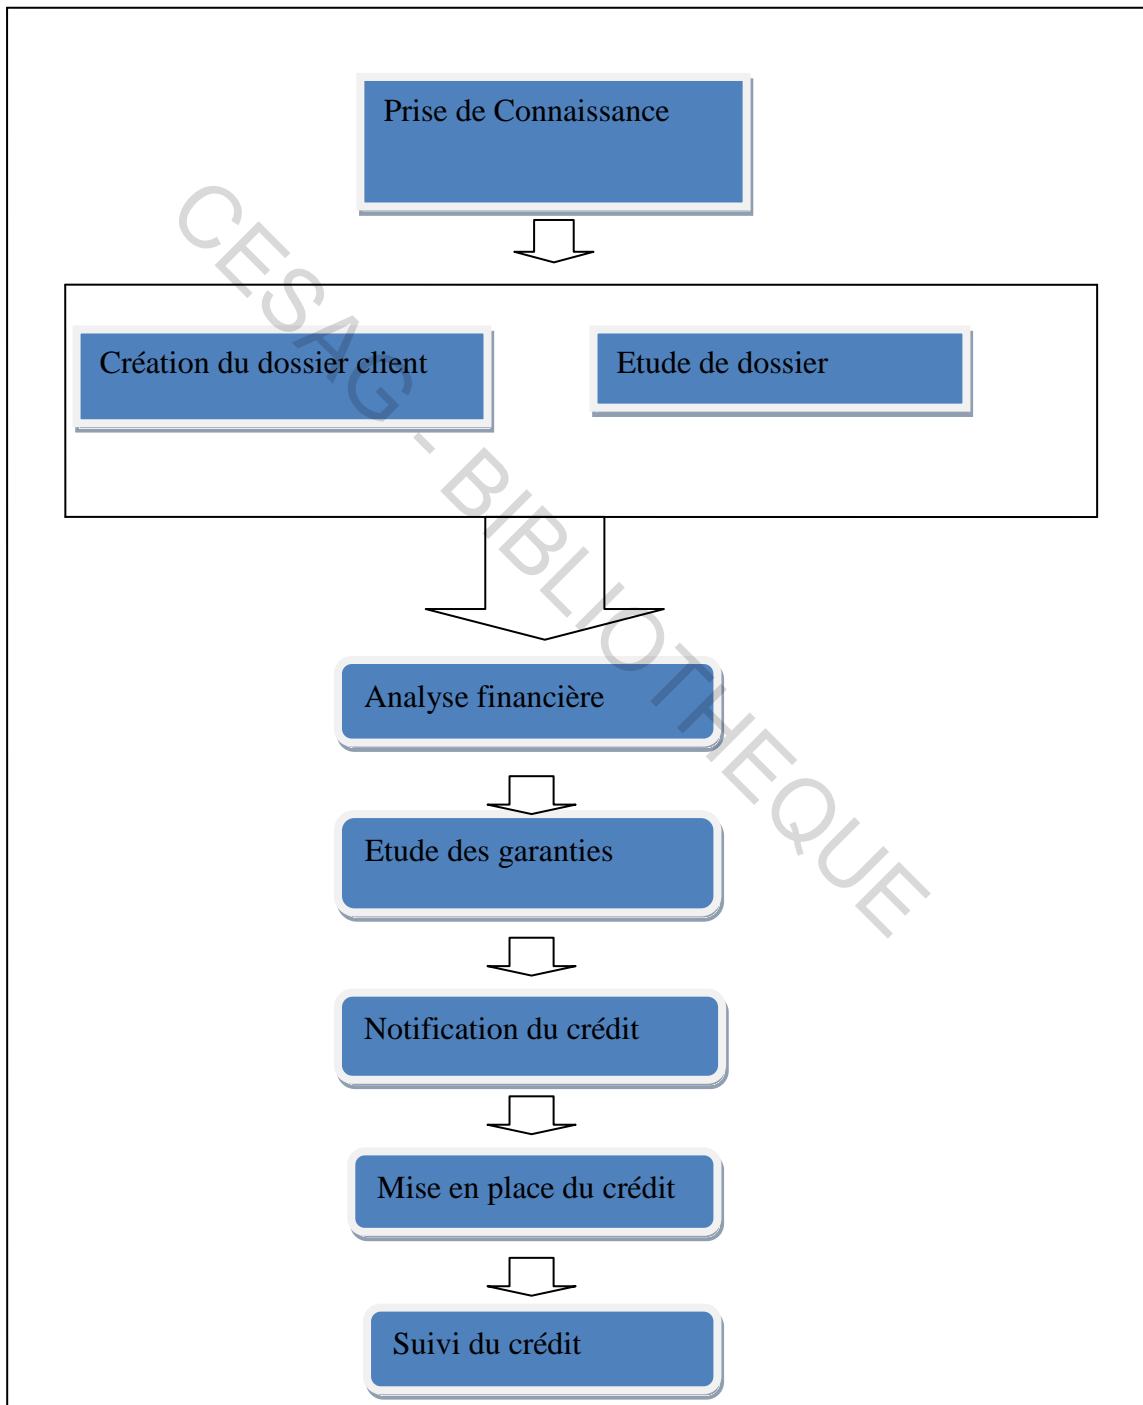 Prise de Connaissance
Création du dossier client
Etude de dossier
Analyse financière
Etude des garanties
Notification du crédit
Mise en place du crédit
Suivi du crédit
CESAG - BIBLIOTHEQUE